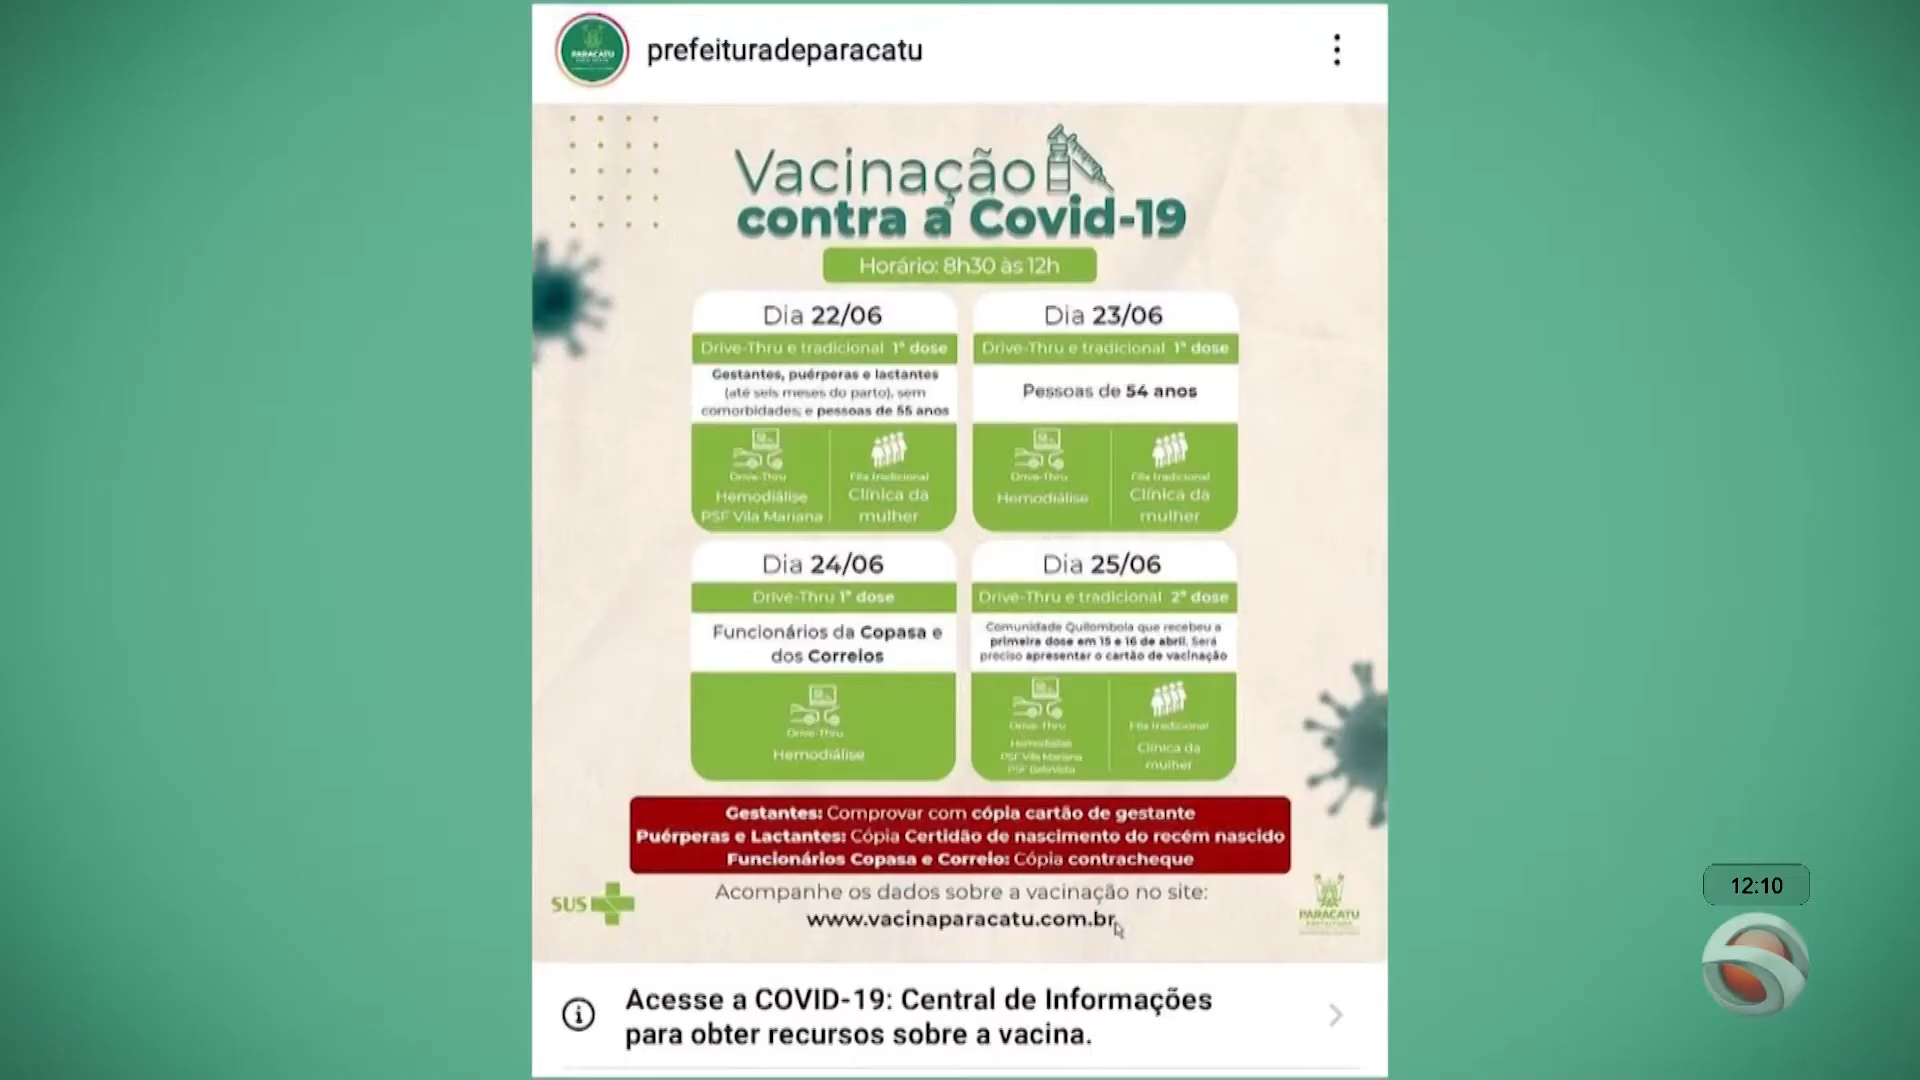 prefeituradeparacatu
Vacinação
contra a Covid-19
Horário: 8h30 às 12h
Dia 22/06
Drive-Thru e tradicional 1ª dose
Gestantes, puérperas e lactantes
(até seis meses do parto), sem
comorbidades; e pessoas de 55 anos
Drive-Thru
Hemodiálise
PSF Vila Mariana
Fila tradicional
Clínica da
mulher
Dia 23/06
Drive-Thru e tradicional 1ª dose
Pessoas de 54 anos
Drive-Thru
Hemodiálise
Fila tradicional
Clínica da
mulher
Dia 24/06
Drive-Thru 1ª dose
Funcionários da Copasa e
dos Correios
Drive-Thru
Hemodiálise
Dia 25/06
Drive-Thru e tradicional 2ª dose
Comunidade Quilombola que recebeu a
primeira dose em 15 e 16 de abril. Será
preciso apresentar o cartão de vacinação
Drive-Thru
Hemodiálise
PSF Vila Mariana
PSF
Fila tradicional
Clínica da
mulher
Gestantes: Comprovar com cópia cartão de gestante
Puérperas e Lactantes: Cópia Certidão de nascimento do recém nascido
Funcionários Copasa e Correio: Cópia contracheque
Acompanhe os dados sobre a vacinação no site:
www.vacinaparacatu.com.br
SUS
PARACATU
PREFEITURA
12:10
Acesse a COVID-19: Central de Informações
para obter recursos sobre a vacina.